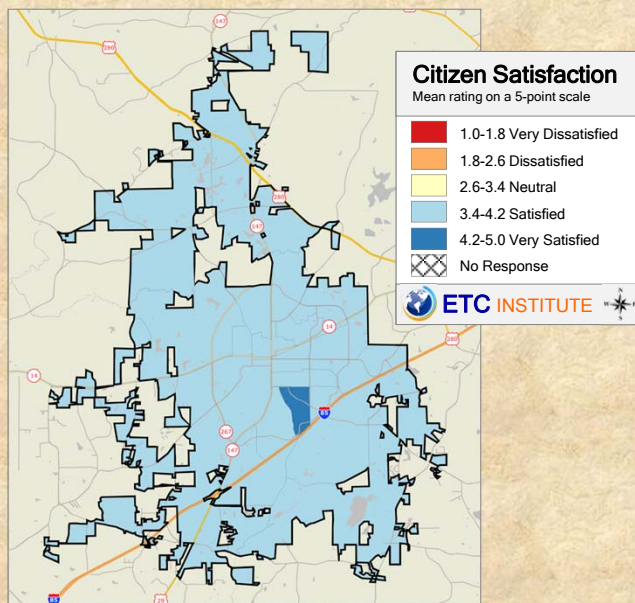 147
280
Citizen Satisfaction
Mean rating on a 5-point scale
1.0-1.8 Very Dissatisfied
1.8-2.6 Dissatisfied
2.6-3.4 Neutral
3.4-4.2 Satisfied
4.2-5.0 Very Satisfied
No Response
ETC INSTITUTE
280
147
14
280
14
85
267
147
85
29